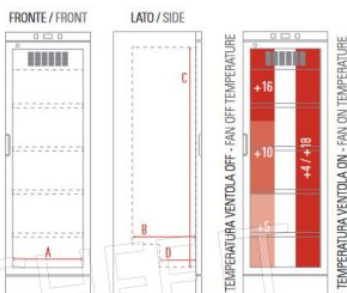 FRONTE / FRONT
LATO / SIDE
C
B
D
A
TEMPERATURA VENTOLA OFF - FAN OFF TEMPERATURE
+16
+10
+5
+4 / +18
TEMPERATURA VENTOLA ON - FAN ON TEMPERATURE